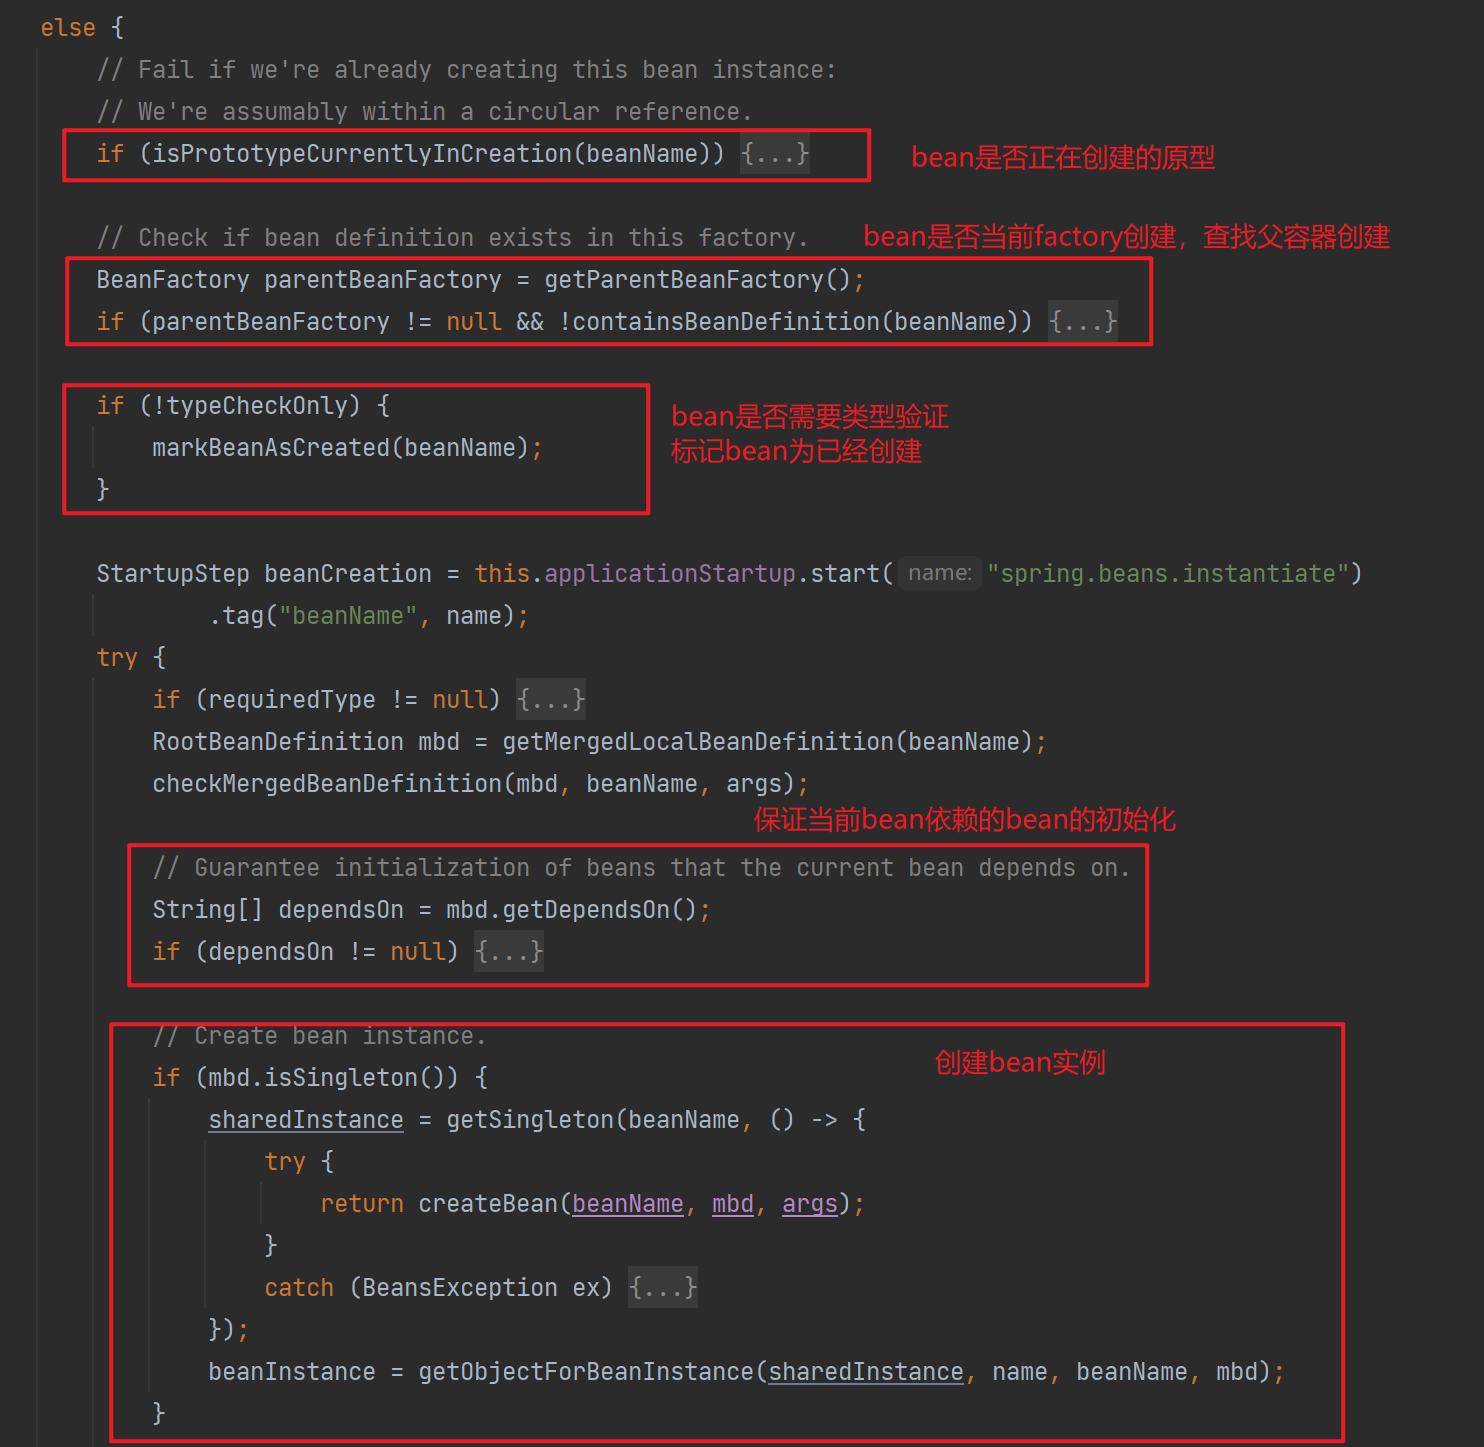 else {
// Fail if we're already creating this bean instance:
// We're assumably within a circular reference.
if (isPrototypeCurrentlyInCreation(beanName)) {...}
bean是否正在创建的原型
// Check if bean definition exists in this factory.
bean是否当前factory创建，查找父容器创建
BeanFactory parentBeanFactory = getParentBeanFactory();
if (parentBeanFactory != null && !containsBeanDefinition(beanName)) {...}
if (!typeCheckOnly) {
bean是否需要类型验证
markBeanAsCreated(beanName);
标记bean为已经创建
}
StartupStep beanCreation = this.applicationStartup.start( name: "spring.beans.instantiate")
.tag("beanName", name);
try {
if (requiredType != null) {...}
RootBeanDefinition mbd = getMergedLocalBeanDefinition(beanName);
checkMergedBeanDefinition(mbd, beanName, args);
保证当前bean依赖的bean的初始化
// Guarantee initialization of beans that the current bean depends on.
String[] dependsOn = mbd.getDependsOn();
if (dependsOn != null) {...}
// Create bean instance.
创建bean实例
if (mbd.isSingleton()) {
sharedInstance = getSingleton(beanName, () -> {
try {
return createBean(beanName, mbd, args);
}
catch (BeansException ex) {...}
});
beanInstance = getObjectForBeanInstance(sharedInstance, name, beanName, mbd);
}